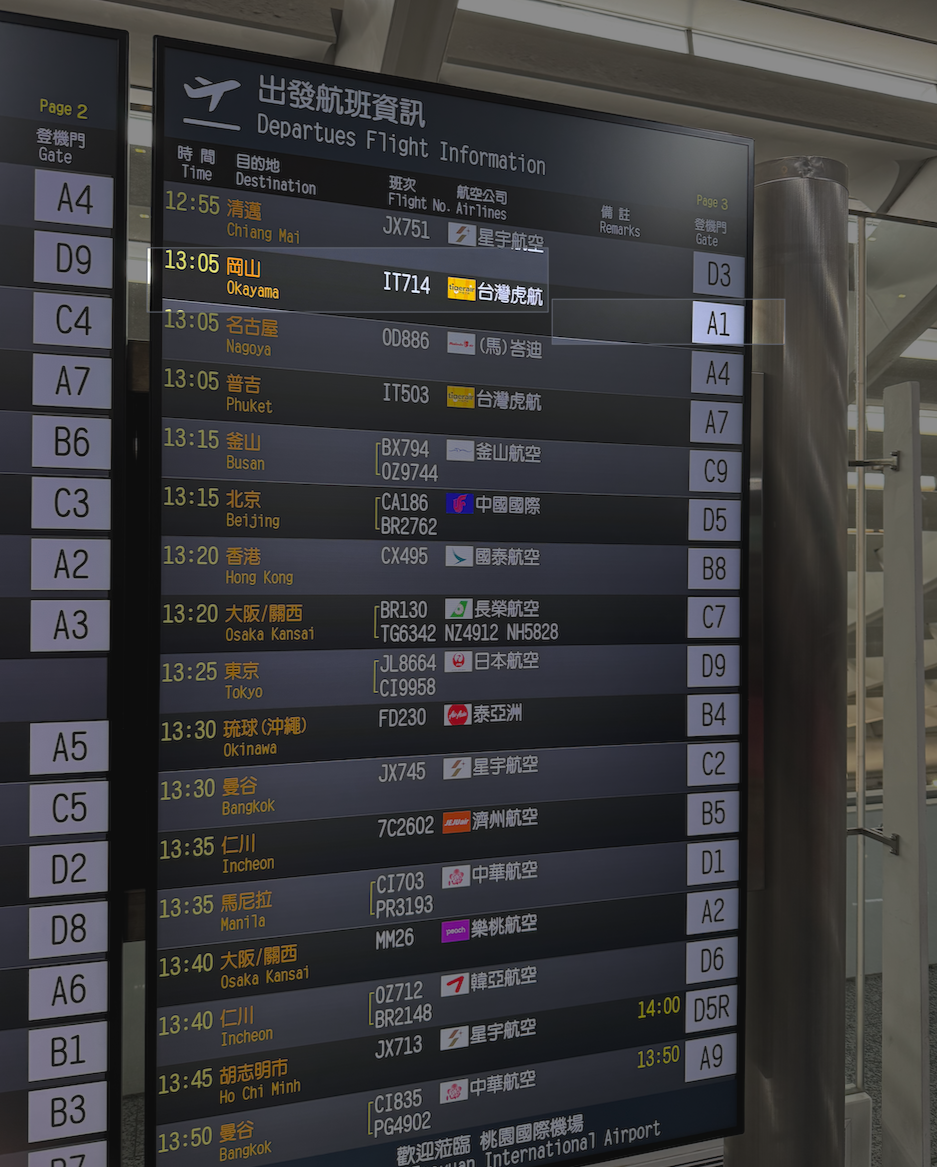 Page 2
登機門
Gate
A4
D9
C4
A7
B6
C3
A2
A3
A5
C5
D2
D8
A6
B1
B3
出發航班資訊
Departues Flight Information
Page 3
時間 目的地 班次 航空公司 備註 登機門
Time Destination Flight No. Airlines Remarks Gate
12:55 清邁 JX751 星宇航空 D3
Chiang Mai
13:05 岡山 IT714 tigerair 台灣虎航 A1
Okayama
13:05 名古屋 OD886 (馬)峇迪 A4
Nagoya
13:05 普吉 IT503 tigerair 台灣虎航 A7
Phuket
13:15 釜山 BX794 釜山航空 C9
Busan OZ9744
13:15 北京 CA186 中國國際 D5
Beijing BR2762
13:20 香港 CX495 國泰航空 B8
Hong Kong
13:20 大阪/關西 BR130 長榮航空 C7
Osaka Kansai TG6342 NZ4912 NH5828
13:25 東京 JL8664 日本航空 D9
Tokyo CI9958
13:30 琉球(沖繩) FD230 AirAsia 泰亞洲 B4
Okinawa
13:30 曼谷 JX745 星宇航空 C2
Bangkok
13:35 仁川 7C2602 JEJUair 濟州航空 B5
Incheon
13:35 馬尼拉 CI703 中華航空 D1
Manila PR3193
13:40 大阪/關西 MM26 peach 樂桃航空 A2
Osaka Kansai
13:40 仁川 OZ712 韓亞航空 D6
Incheon BR2148
13:45 胡志明市 JX713 星宇航空 14:00 D5R
Ho Chi Minh
13:50 曼谷 CI835 中華航空 13:50 A9
Bangkok PG4902
歡迎蒞臨 桃園國際機場
International Airport